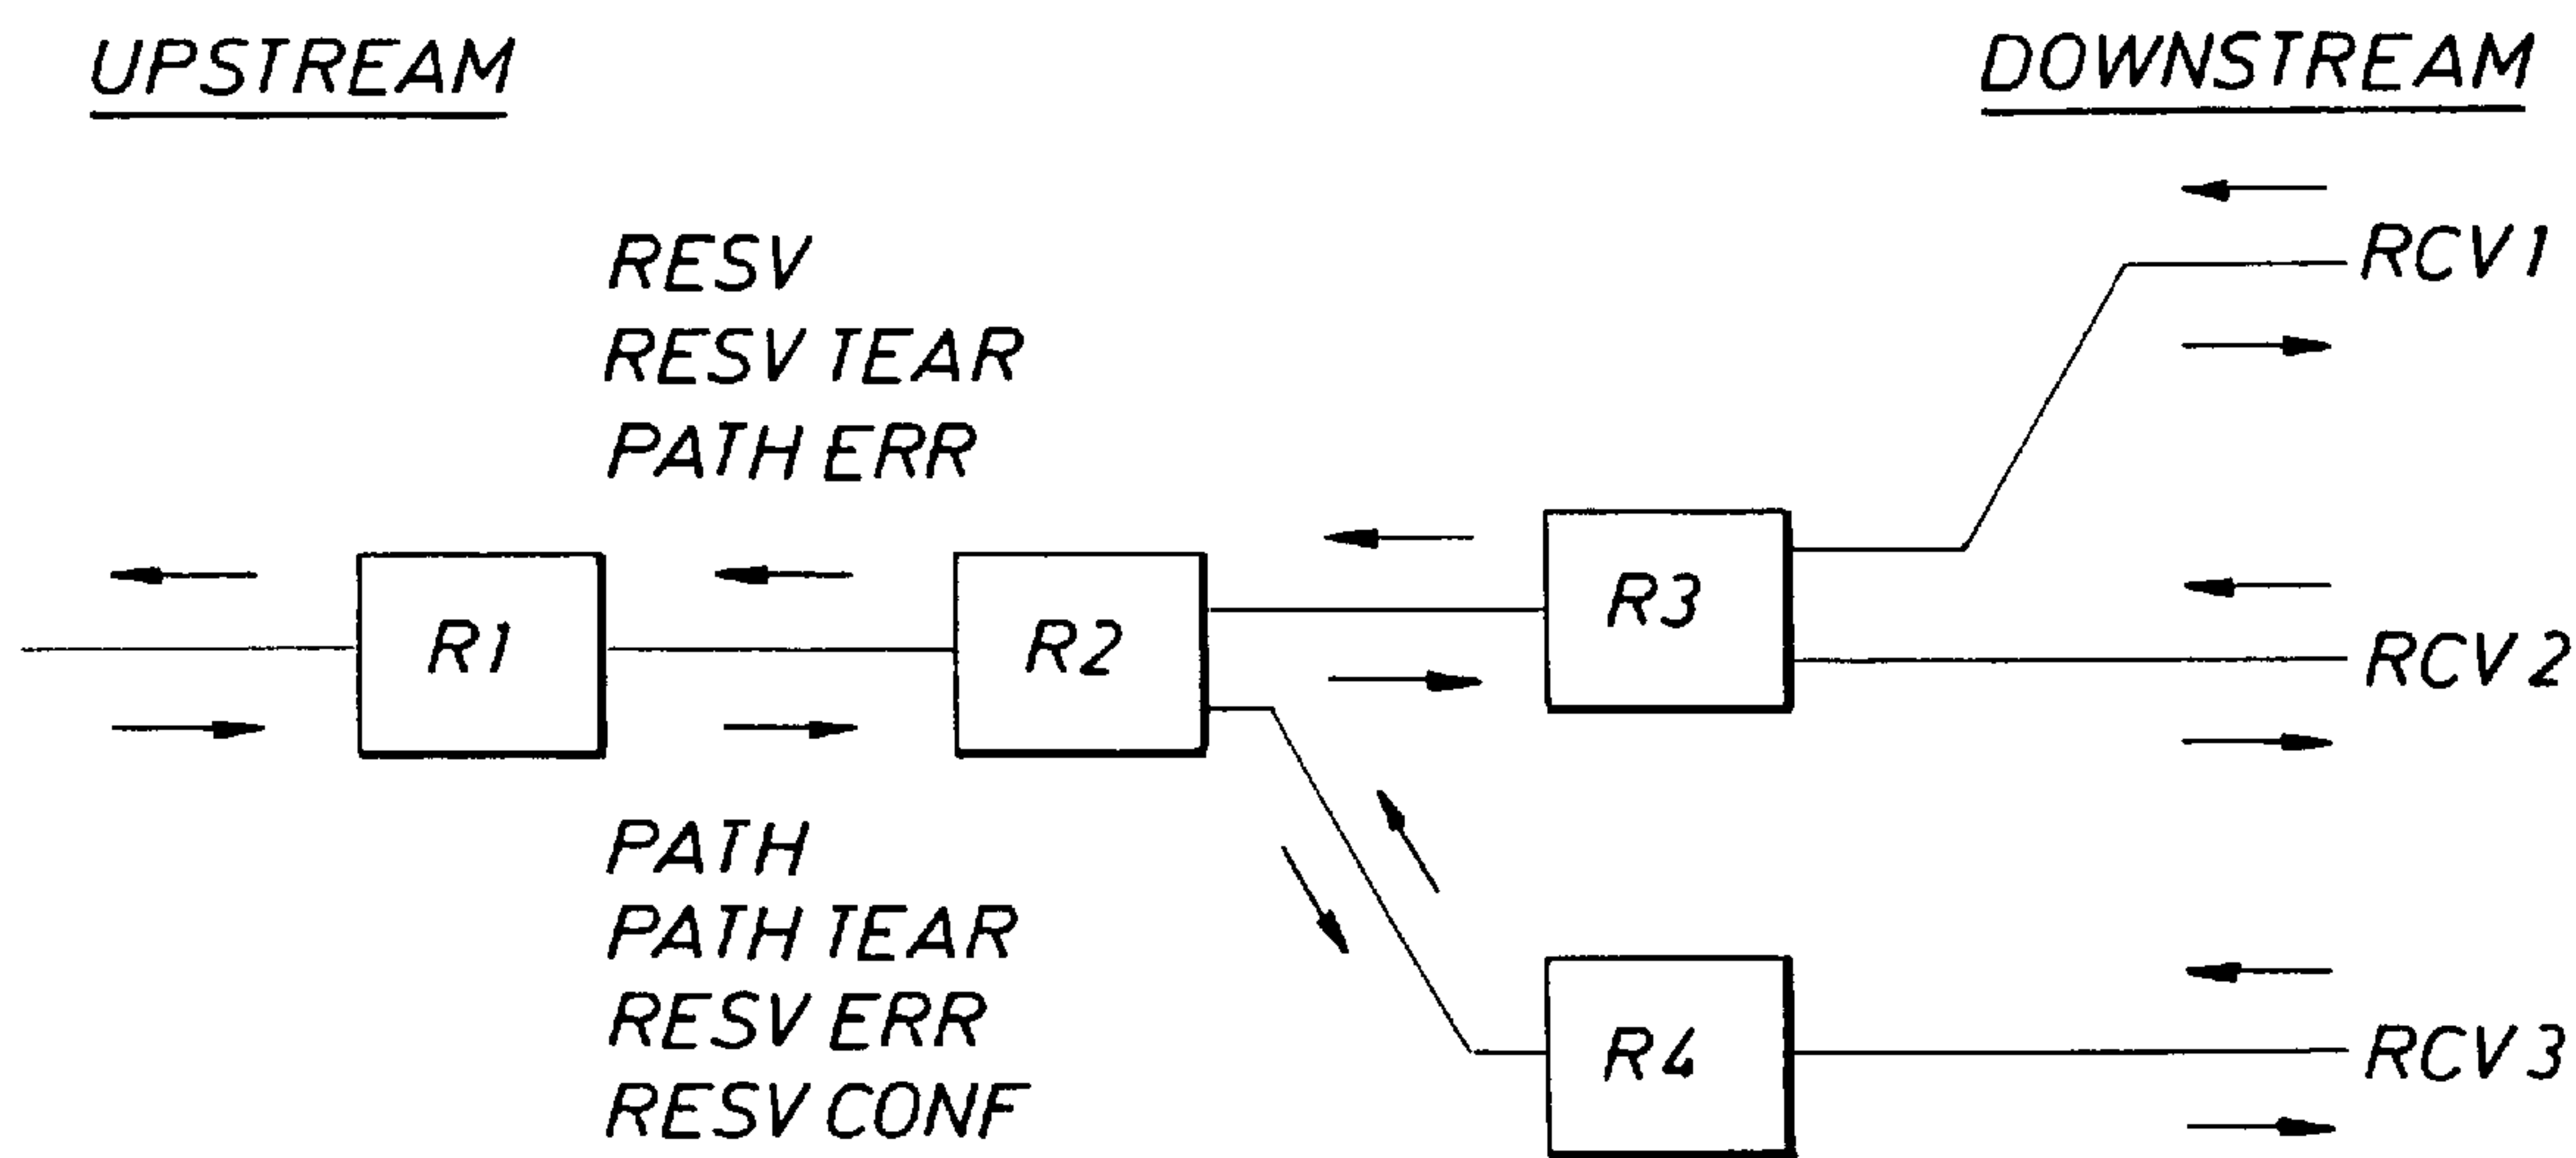 UPSTREAM
DOWNSTREAM
RESV
RESV TEAR
PATH ERR
RCV 1
R1
R2
R3
RCV 2
PATH
PATH TEAR
RESV ERR
RESV CONF
R4
RCV 3